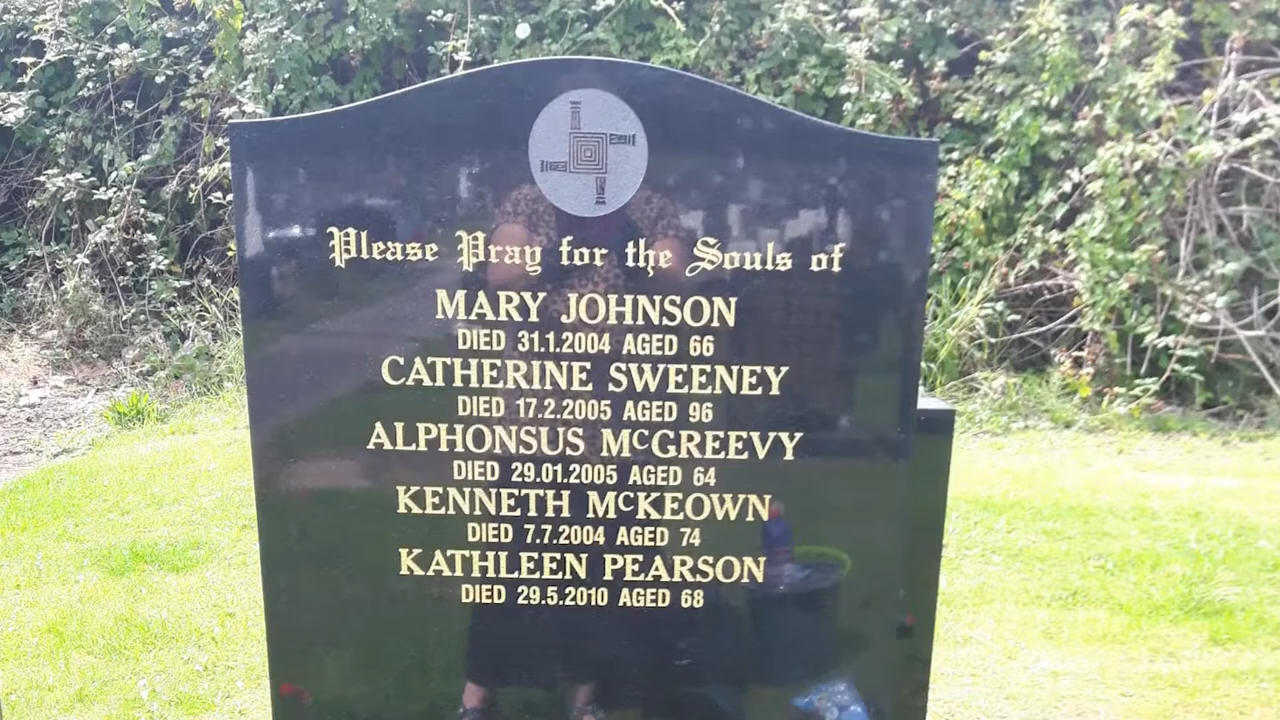 Please Pray for the Souls of
MARY JOHNSON
DIED 31.1.2004 AGED 66
CATHERINE SWEENEY
DIED 17.2.2005 AGED 96
ALPHONSUS McGREEVY
DIED 29.01.2005 AGED 64
KENNETH McKEOWN
DIED 7.7.2004 AGED 74
KATHLEEN PEARSON
DIED 29.5.2010 AGED 68